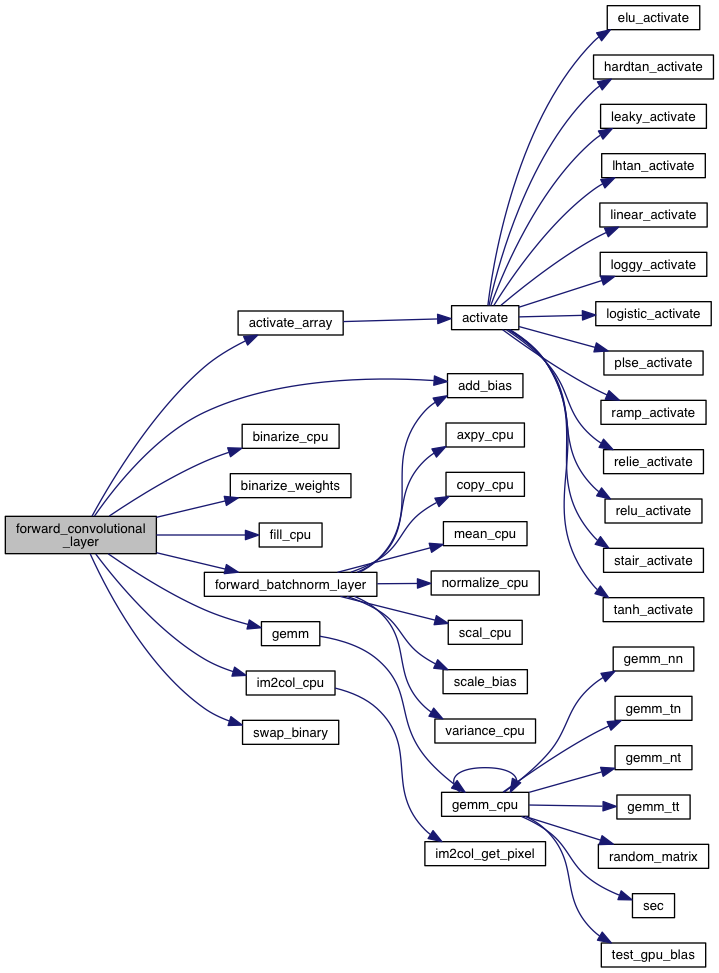 elu_activate
hardtan_activate
leaky_activate
lhtan_activate
linear_activate
loggy_activate
activate
logistic_activate
activate_array
plse_activate
add_bias
ramp_activate
binarize_cpu
axpy_cpu
relie_activate
binarize_weights
copy_cpu
relu_activate
forward_convolutional
_layer
fill_cpu
mean_cpu
stair_activate
forward_batchnorm_layer
normalize_cpu
tanh_activate
gemm
scal_cpu
gemm_nn
im2col_cpu
scale_bias
gemm_tn
swap_binary
variance_cpu
gemm_nt
gemm_cpu
gemm_tt
im2col_get_pixel
random_matrix
sec
test_gpu_blas